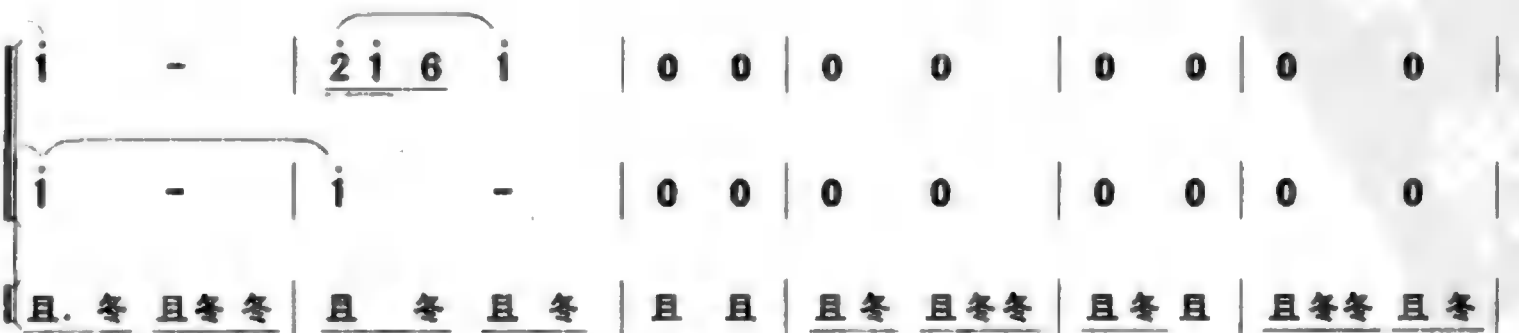 i - | 2 i 6 i | 0 0 | 0 0 | 0 0 | 0 0 |
i - | i - | 0 0 | 0 0 | 0 0 | 0 0 |
且. 冬 且冬冬 | 且 冬 且 冬 | 且 且 | 且冬 且冬冬 | 且冬 且 | 且冬冬 且冬